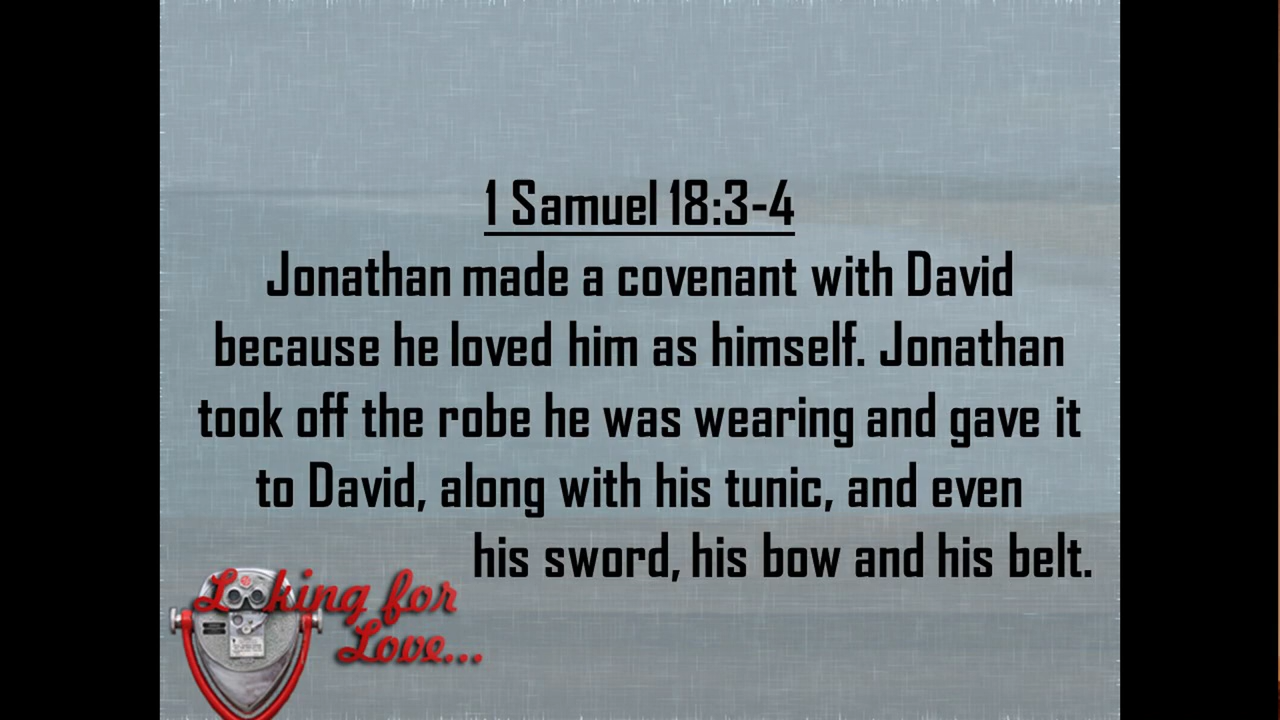 1 Samuel 18:3-4
Jonathan made a covenant with David
because he loved him as himself. Jonathan
took off the robe he was wearing and gave it
to David, along with his tunic, and even
his sword, his bow and his belt.
Looking for
Love...